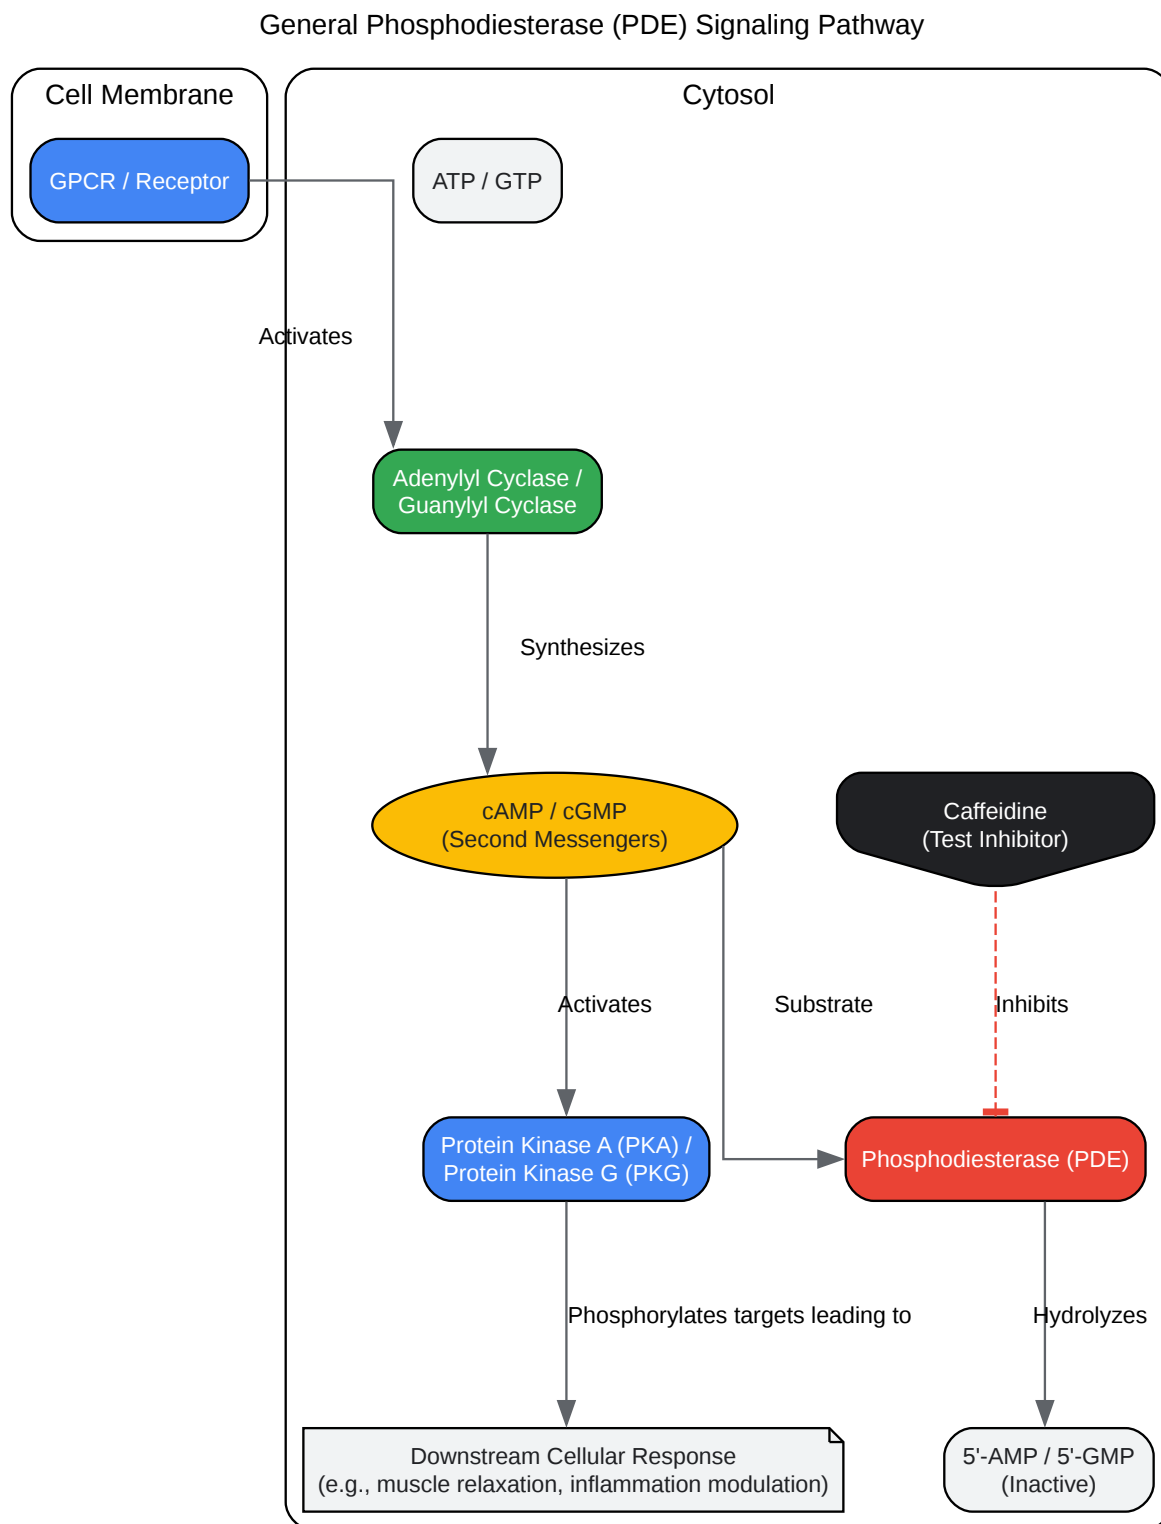 General Phosphodiesterase (PDE) Signaling Pathway
Cell Membrane
Cytosol
GPCR / Receptor
ATP / GTP
Activates
Adenylyl Cyclase /
Guanylyl Cyclase
Synthesizes
cAMP / cGMP
(Second Messengers)
Caffeidine
(Test Inhibitor)
Activates
Substrate
Inhibits
Protein Kinase A (PKA) /
Protein Kinase G (PKG)
Phosphodiesterase (PDE)
Phosphorylates targets leading to
Hydrolyzes
Downstream Cellular Response
(e.g., muscle relaxation, inflammation modulation)
5'-AMP / 5'-GMP
(Inactive)